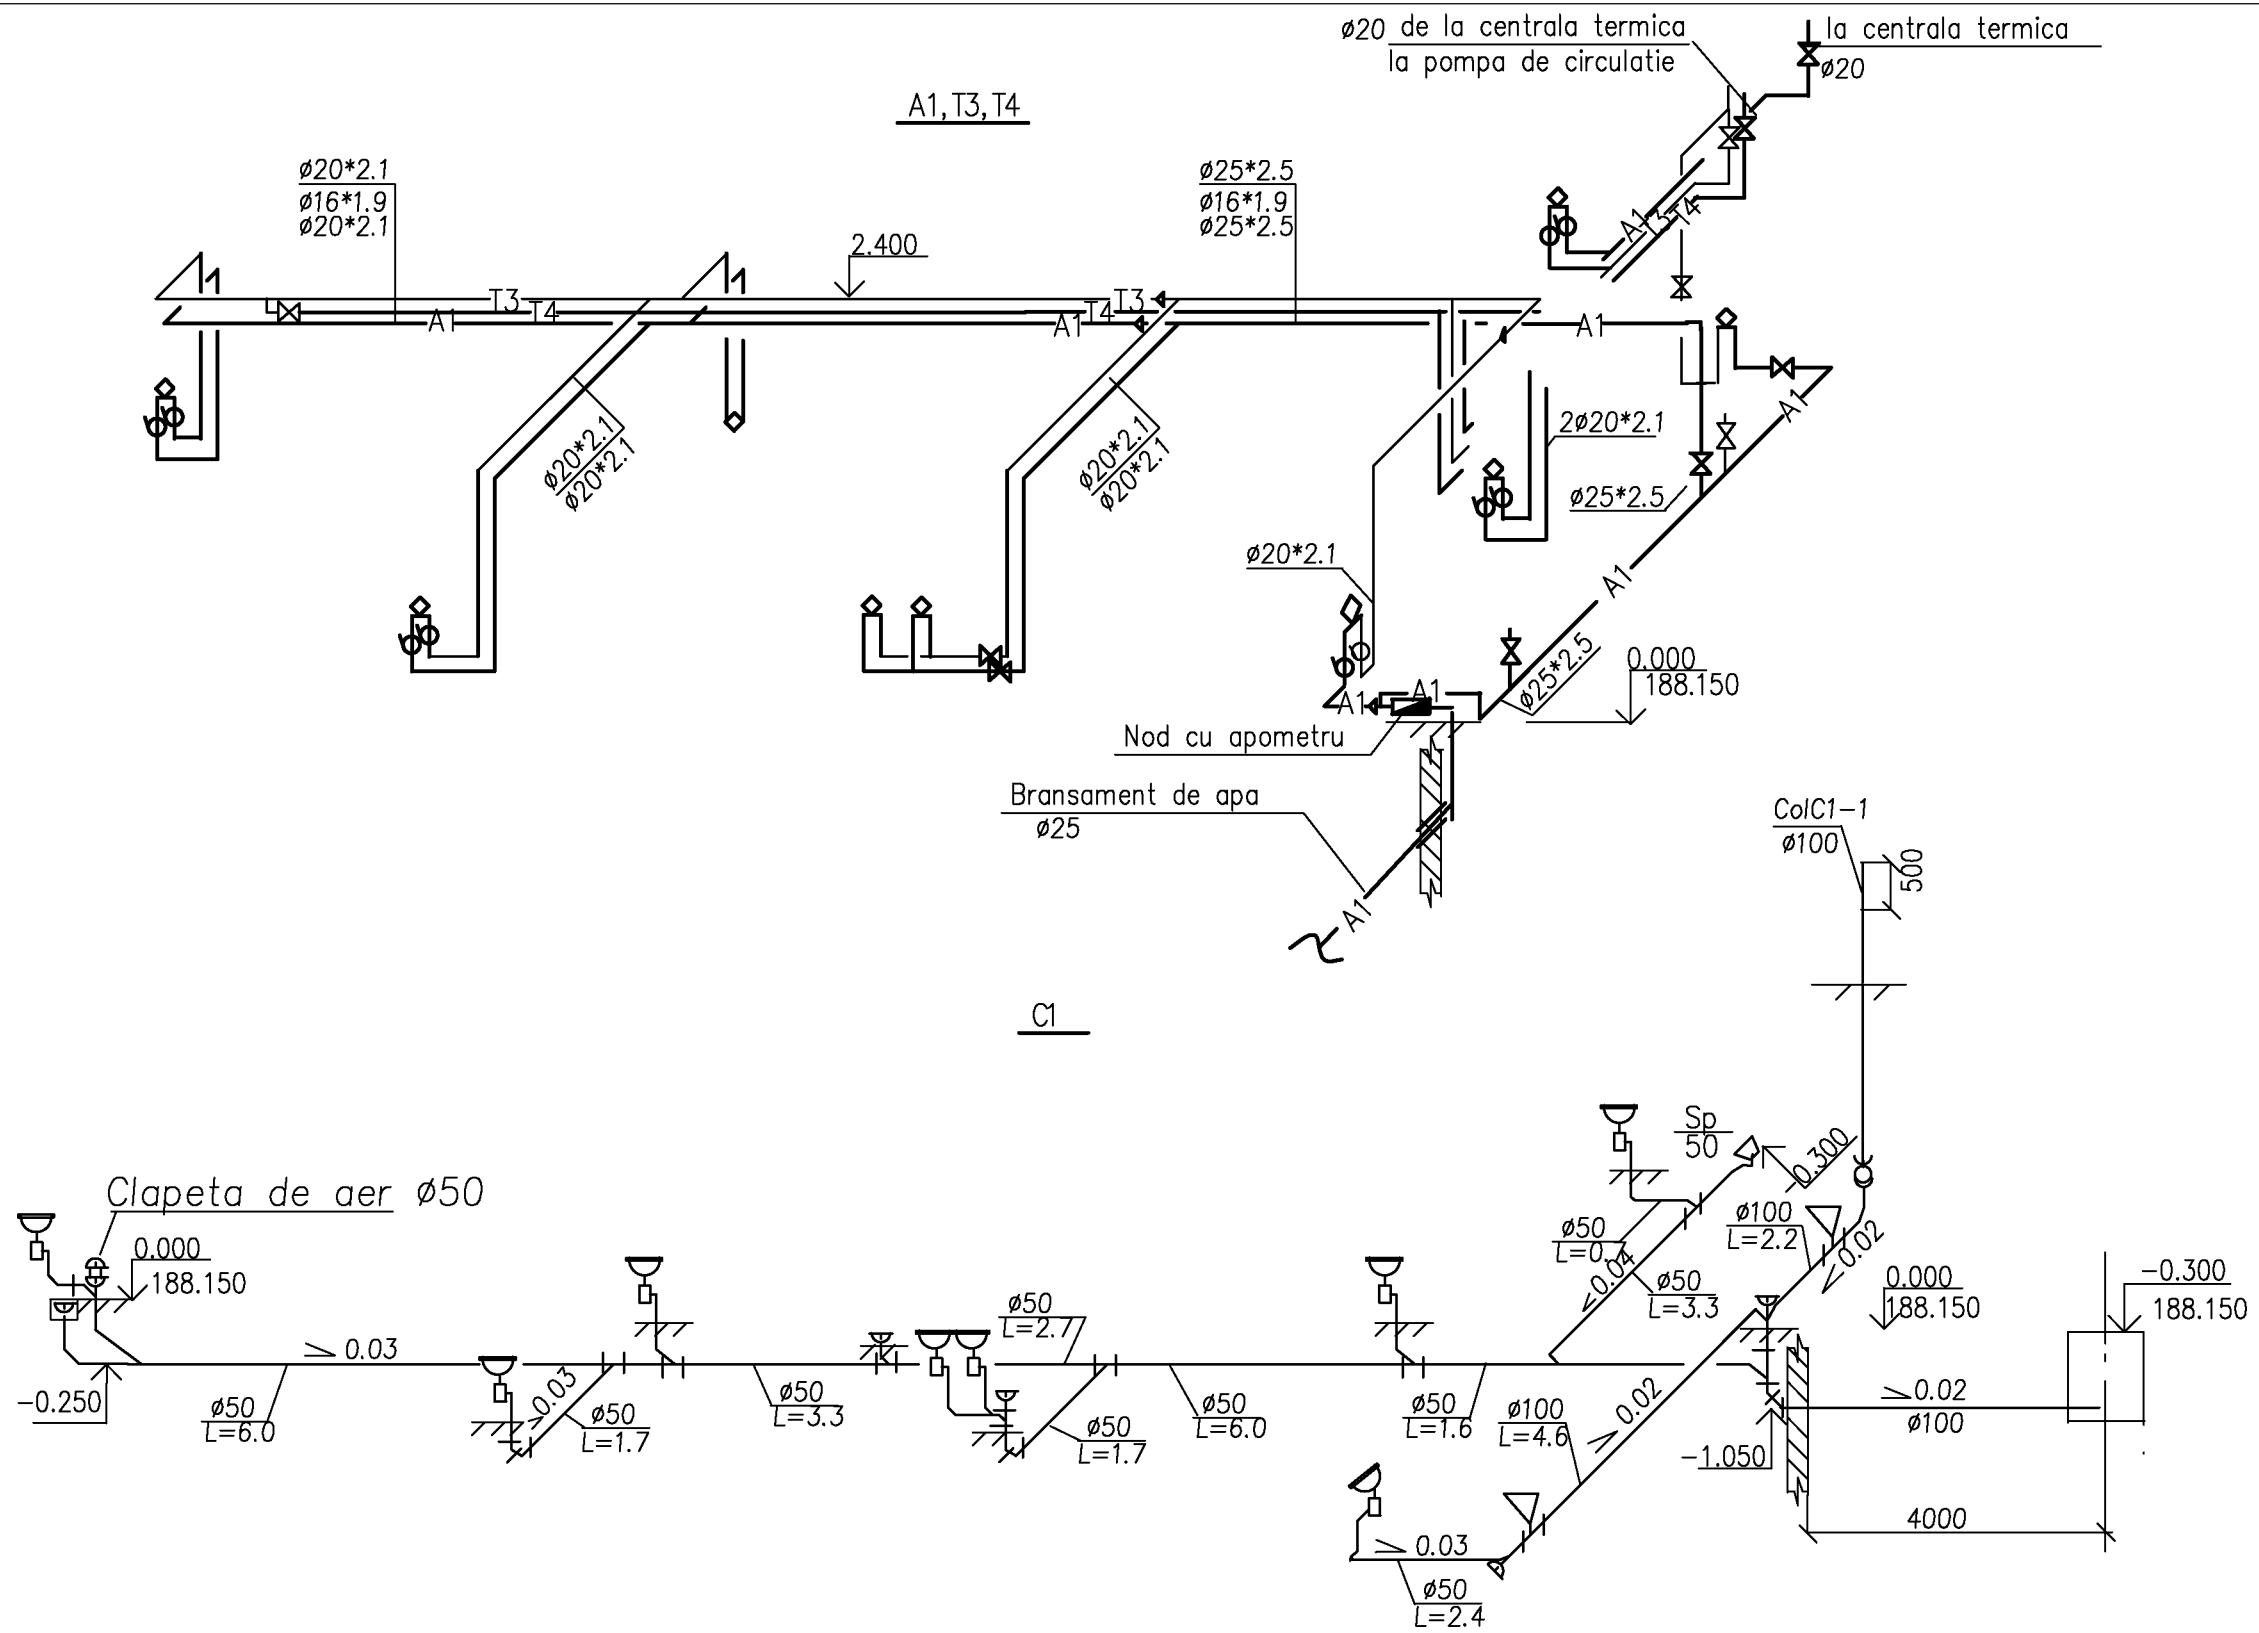 ø20 de la centrala termica
la pompa de circulatie
la centrala termica
ø20
A1,T3,T4
ø20*2.1
ø16*1.9
ø20*2.1
2.400
ø25*2.5
ø16*1.9
ø25*2.5
A1
T3
T4
T3
T4
A1
T3
T4
A1
A1
A1
ø20*2.1
ø20*2.1
ø20*2.1
ø20*2.1
2ø20*2.1
ø25*2.5
ø20*2.1
A1
ø25*2.5
0.000
188.150
A1
A1
Nod cu apometru
Bransament de apa
ø25
A1
ColC1-1
ø100
500
C1
Sp
50
-0.300
Clapeta de aer ø50
0.000
188.150
ø50
L=0.7
ø100
L=2.2
0.02
0.04
ø50
L=3.3
0.000
188.150
-0.300
188.150
ø50
L=2.7
0.03
-0.250
ø50
L=6.0
0.03
ø50
L=1.7
ø50
L=3.3
ø50
L=1.7
ø50
L=6.0
ø50
L=1.6
ø100
L=4.6
0.02
0.02
ø100
-1.050
4000
0.03
ø50
L=2.4